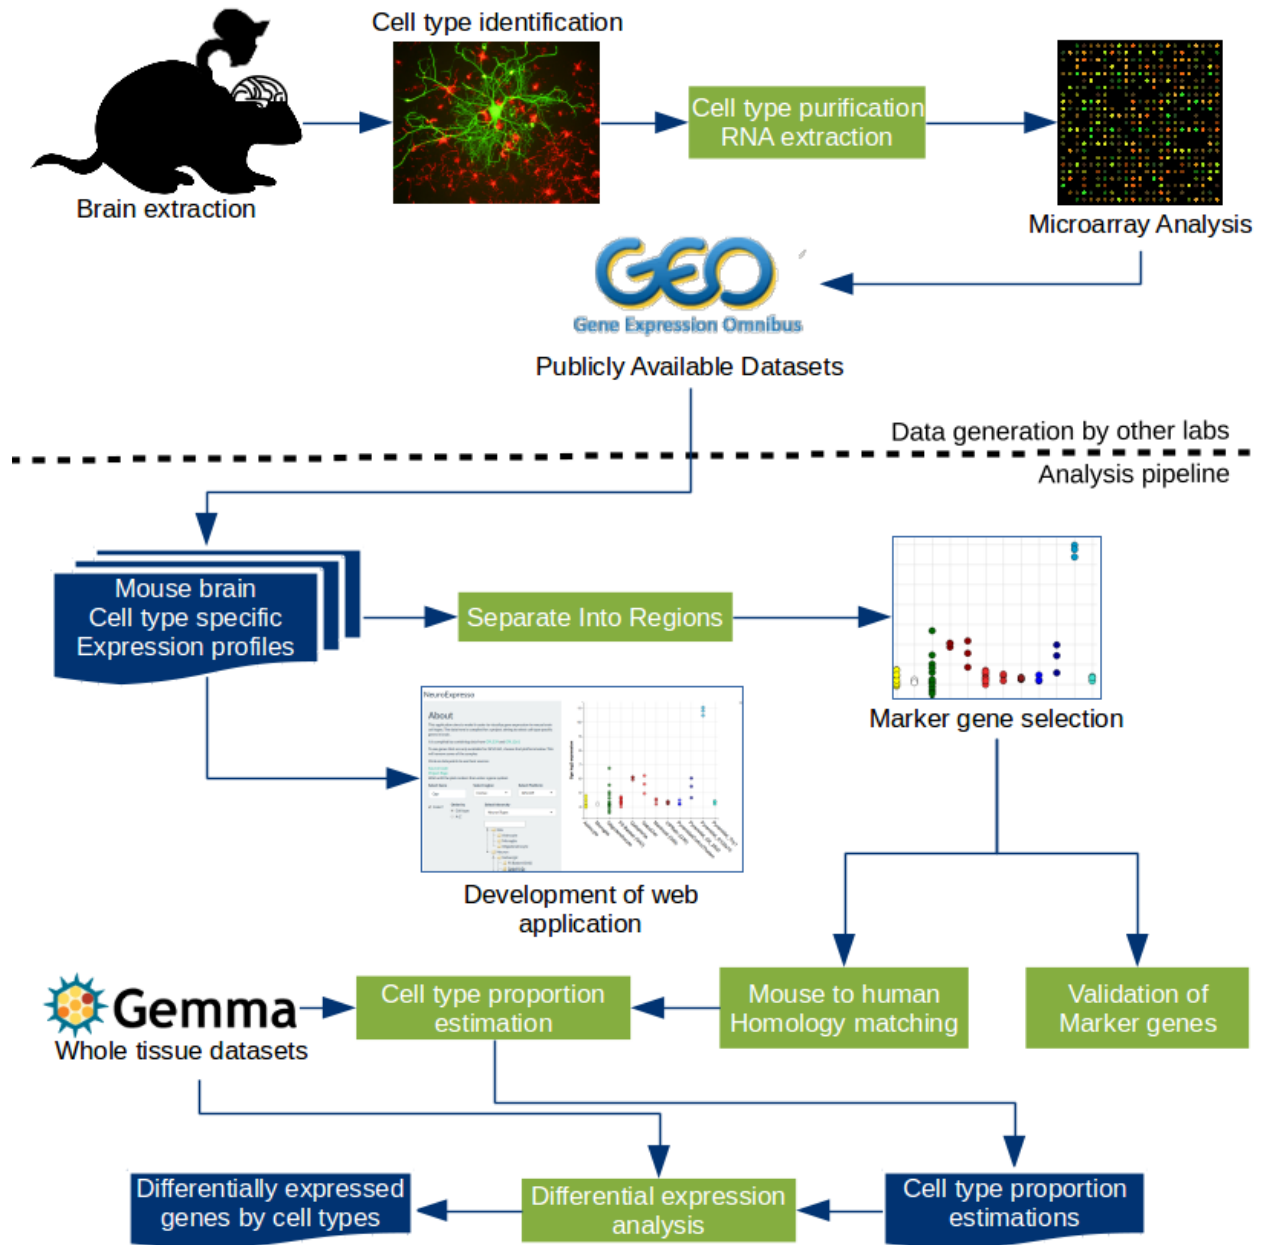 Cell type identification
Brain extraction
Cell type purification
RNA extraction
Microarray Analysis
GEO
Gene Expression Omnibus
Publicly Available Datasets
Data generation by other labs
Analysis pipeline
Mouse brain
Cell type specific
Expression profiles
Separate Into Regions
Marker gene selection
NeuroExpresso
About
Development of web
application
Gemma
Whole tissue datasets
Cell type proportion
estimation
Mouse to human
Homology matching
Validation of
Marker genes
Differentially expressed
genes by cell types
Differential expression
analysis
Cell type proportion
estimations